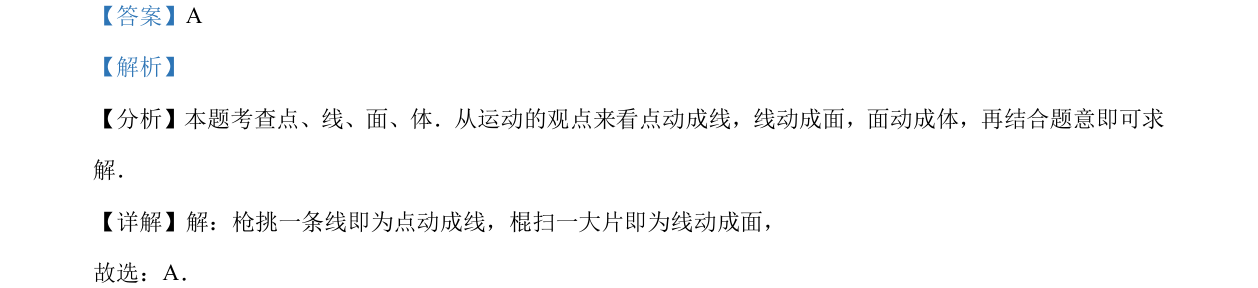 【答案】A
【解析】
【分析】本题考查点、线、面、体．从运动的观点来看点动成线，线动成面，面动成体，再结合题意即可求
解．
【详解】解：枪挑一条线即为点动成线，棍扫一大片即为线动成面，
故选：A．